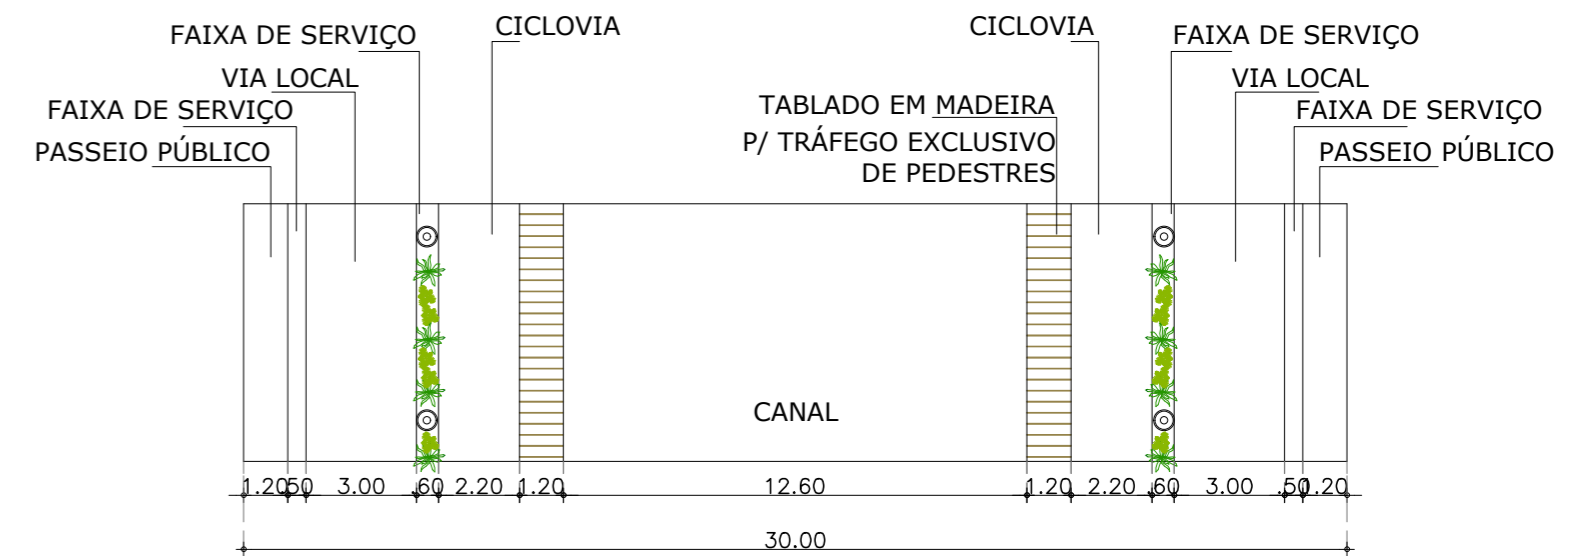 CICLOVIA
CICLOVIA
FAIXA DE SERVIÇO
FAIXA DE SERVIÇO
VIA LOCAL
VIA LOCAL
FAIXA DE SERVIÇO
TABLADO EM MADEIRA
P/ TRÁFEGO EXCLUSIVO
DE PEDESTRES
FAIXA DE SERVIÇO
PASSEIO PÚBLICO
PASSEIO PÚBLICO
CANAL
1.20 .50 3.00 .60 2.20 1.20 12.60 1.20 2.20 .60 3.00 .50 1.20
30.00